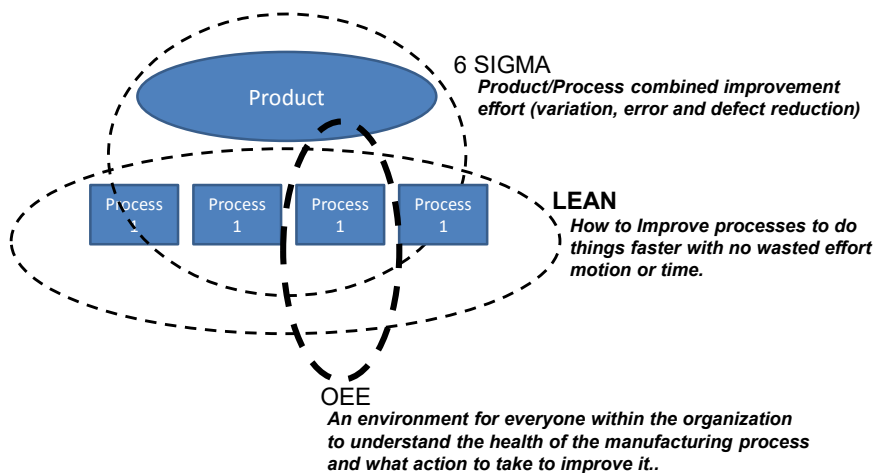 6 SIGMA
Product/Process combined improvement
effort (variation, error and defect reduction)
Product
Process
1
Process
1
Process
1
Process
1
LEAN
How to Improve processes to do
things faster with no wasted effort
motion or time.
OEE
An environment for everyone within the organization
to understand the health of the manufacturing process
and what action to take to improve it..